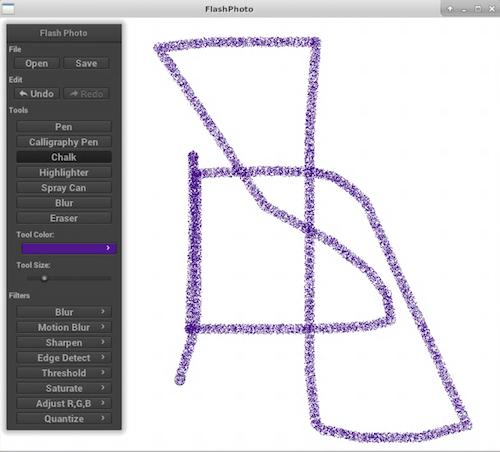 FlashPhoto
Flash Photo
File
Open Save
Edit
Undo Redo
Tools
Pen
Calligraphy Pen
Chalk
Highlighter
Spray Can
Blur
Eraser
Tool Color:
Tool Size:
Filters
Blur
Motion Blur
Sharpen
Edge Detect
Threshold
Saturate
Adjust R,G,B
Quantize